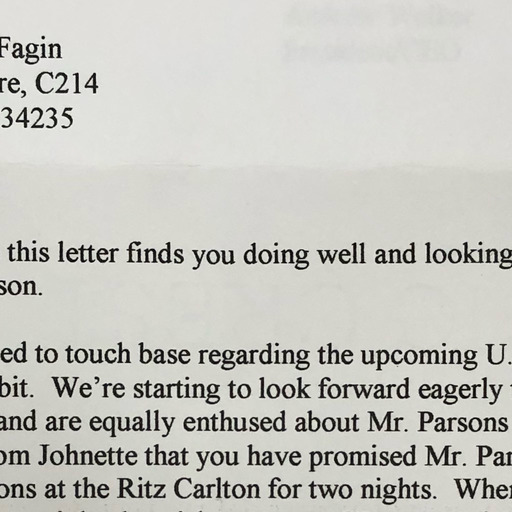 Fagin
re, C214
34235
this letter finds you doing well and looking
son.
ed to touch base regarding the upcoming U.
bit. We're starting to look forward eagerly
and are equally enthused about Mr. Parsons
om Johnette that you have promised Mr. Par
ons at the Ritz Carlton for two nights. Wher